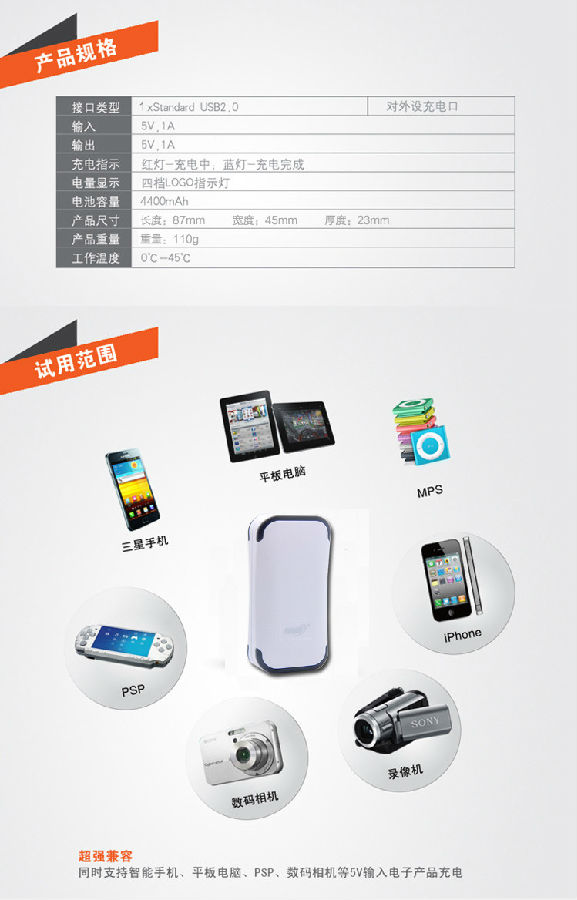 产品规格
接口类型 1xStandard USB2.0 对外设充电口
输入 5V,1A
输出 5V,1A
充电指示 红灯-充电中, 蓝灯-充电完成
电量显示 四档LOGO指示灯
电池容量 4400mAh
产品尺寸 长度: 87mm 宽度: 45mm 厚度: 23mm
产品重量 重量: 110g
工作温度 0℃-45℃
试用范围
平板电脑
MPS
三星手机
iPhone
PSP
SONY
录像机
数码相机
超强兼容
同时支持智能手机、平板电脑、PSP、数码相机等5V输入电子产品充电